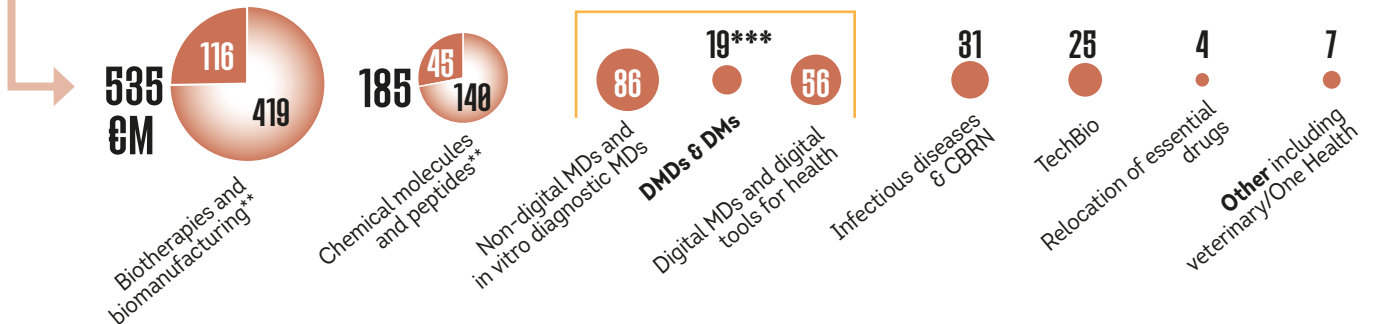 535
€M
116
419
185
45
140
86
19***
56
31
25
4
7
Biotherapies and
biomanufacturing**
Chemical molecules
and peptides**
Non-digital MDs and
in vitro diagnostic MDs
DMDs & DMs
Digital MDs and digital
tools for health
Infectious diseases
& CBRN
TechBio
Relocation of essential
drugs
Other including
veterinary/One Health